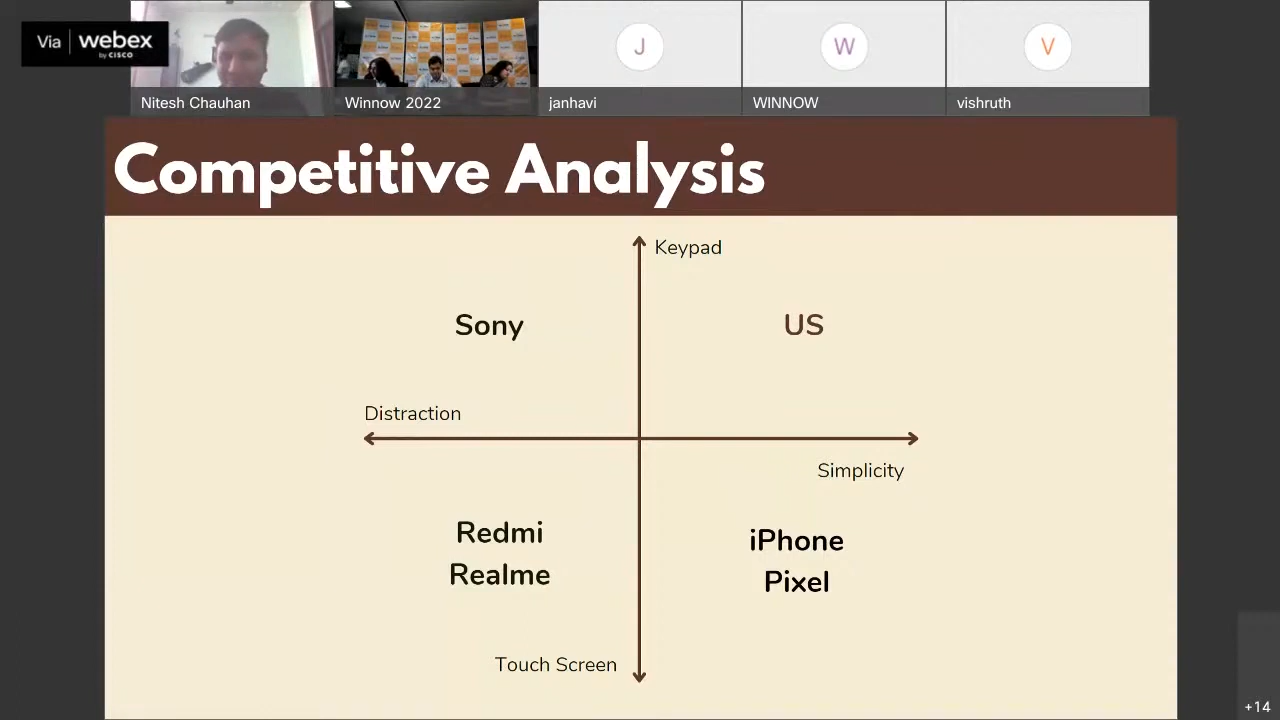 Via webex
by CISCO
Nitesh Chauhan
Winnow 2022
J
janhavi
W
WINNOW
V
vishruth
Competitive Analysis
Keypad
Sony
US
Distraction
Simplicity
Redmi
Realme
iPhone
Pixel
Touch Screen
+14